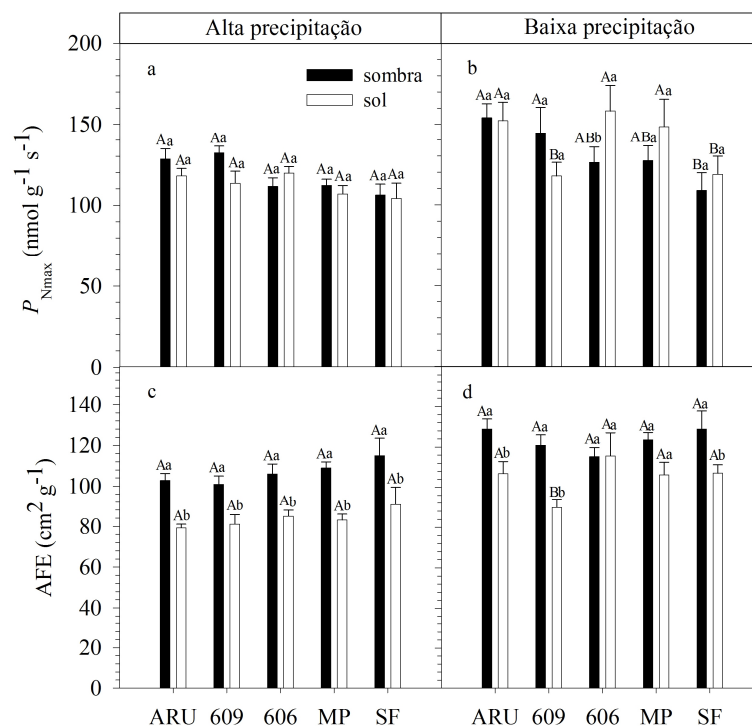 Alta precipitação Baixa precipitação
a
sombra
sol
b
200
150
100
50
0
P Nmax (nmol g-1 s-1)
Aa Aa Aa Aa Aa Aa Aa Aa Aa Aa
Aa Aa Aa Ba ABb Aa ABa Aa Ba Ba
c
d
140
120
100
80
60
40
20
0
AFE (cm2 g-1)
Aa Ab Aa Ab Aa Ab Aa Ab Aa Ab
Aa Ab Aa Bb Aa Aa Aa Aa Aa Ab
ARU 609 606 MP SF ARU 609 606 MP SF